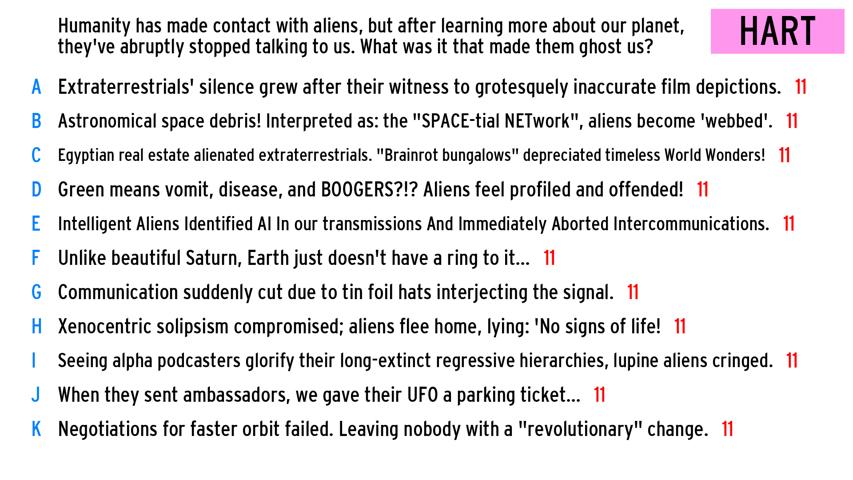 Humanity has made contact with aliens, but after learning more about our planet,
they've abruptly stopped talking to us. What was it that made them ghost us?
HART
A Extraterrestrials' silence grew after their witness to grotesquely inaccurate film depictions. 11
B Astronomical space debris! Interpreted as: the "SPACE-tial NETwork", aliens become 'webbed'. 11
C Egyptian real estate alienated extraterrestrials. "Brainrot bungalows" depreciated timeless World Wonders! 11
D Green means vomit, disease, and BOOGERS?!? Aliens feel profiled and offended! 11
E Intelligent Aliens Identified AI In our transmissions And Immediately Aborted Intercommunications. 11
F Unlike beautiful Saturn, Earth just doesn't have a ring to it... 11
G Communication suddenly cut due to tin foil hats interjecting the signal. 11
H Xenocentric solipsism compromised; aliens flee home, lying: 'No signs of life! 11
I Seeing alpha podcasters glorify their long-extinct regressive hierarchies, lupine aliens cringed. 11
J When they sent ambassadors, we gave their UFO a parking ticket... 11
K Negotiations for faster orbit failed. Leaving nobody with a "revolutionary" change. 11